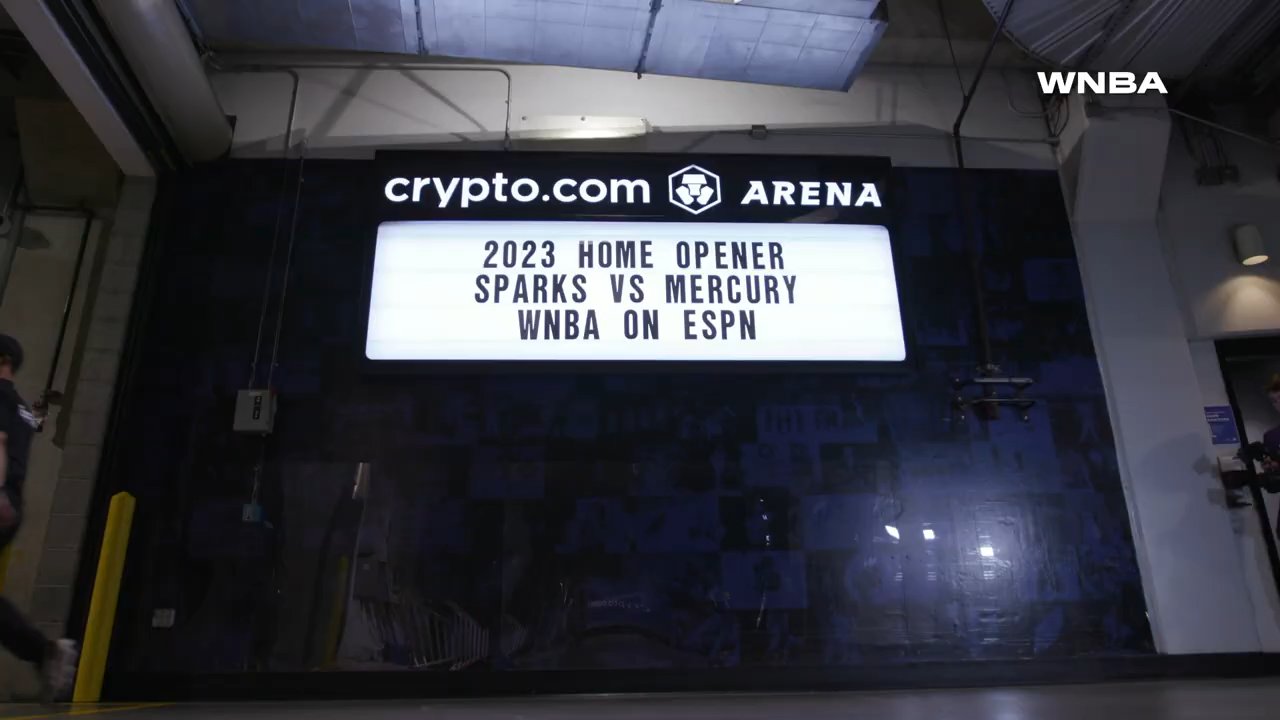 WNBA
crypto.com ARENA
2023 HOME OPENER
SPARKS VS MERCURY
WNBA ON ESPN